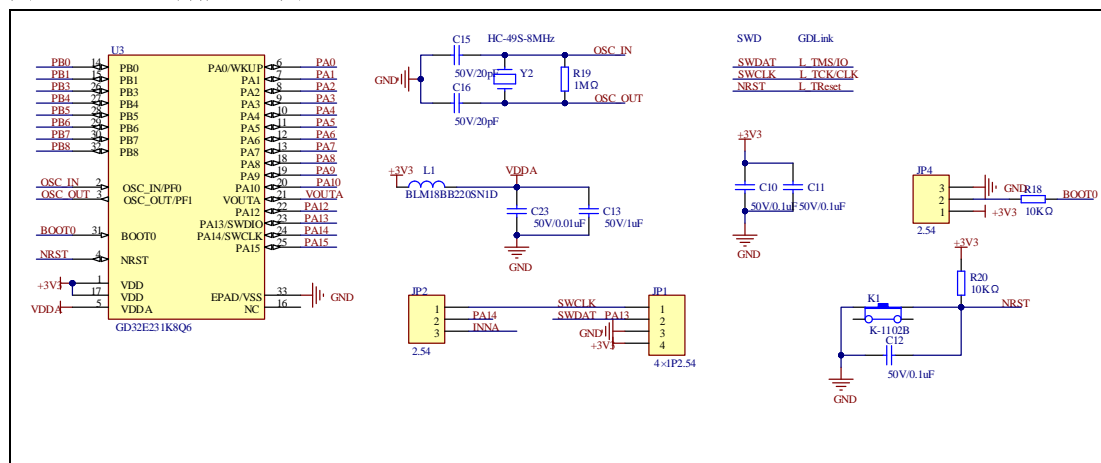 U3
PB0 14 PB0 PA0/WKUP 6 PA0
PB1 15 PB1 PA1 7 PA1
PB3 26 PB3 PA2 8 PA2
PB4 27 PB4 PA3 9 PA3
PB5 28 PB5 PA4 10 PA4
PB6 29 PB6 PA5 11 PA5
PB7 30 PB7 PA6 12 PA6
PB8 32 PB8 PA7 13 PA7
PA8 18 PA8
PA9 19 PA9
OSC_IN 2 OSC_IN/PF0 PA10 20 PA10
OSC_OUT 3 OSC_OUT/PF1 VOUTA 21 VOUTA
PA12 22 PA12
PA13/SWDIO 23 PA13
BOOT0 31 BOOT0 PA14/SWCLK 24 PA14
PA15 25 PA15
NRST 4 NRST
+3V3 1 VDD
17 VDD EPAD/VSS 33 GND
VDDA 5 VDDA NC 16
GD32E231K8Q6
C15 HC-49S-8MHz
OSC_IN
GND 50V/20pF Y2 R19
1MΩ
C16
OSC_OUT
50V/20pF
SWD GDLink
SWDAT L_TMS/IO
SWCLK L_TCK/CLK
NRST L_TReset
+3V3 L1 VDDA
BLM18BB220SN1D
C23 C13
50V/0.01uF 50V/1uF
GND
+3V3
C10 C11
50V/0.1uF 50V/0.1uF
GND
JP4
3 GND R18
2 BOOT0
1 +3V3 10KΩ
2.54
JP2 JP1
1 SWCLK 1
2 PA14 SWDAT PA13 2
3 INNA GND 3
+3V3 4
2.54 4×1P2.54
+3V3
R20
10KΩ
K1 NRST
K-1102B
C12
50V/0.1uF
GND